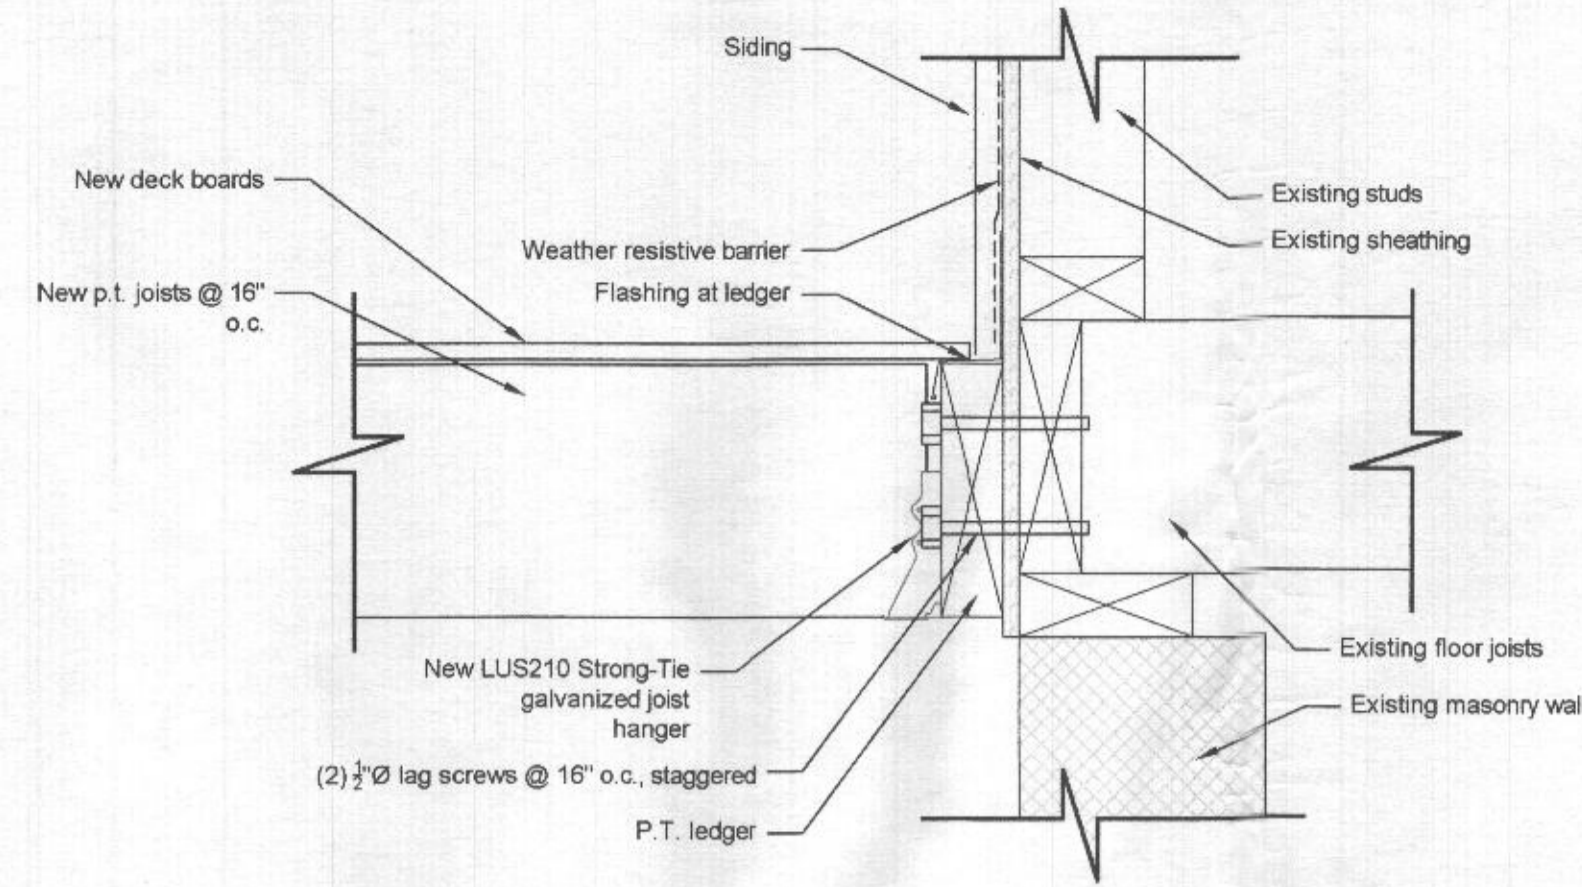 Siding
New deck boards
Existing studs
Existing sheathing
Weather resistive barrier
New p.t. joists @ 16"
o.c.
Flashing at ledger
New LUS210 Strong-Tie
galvanized joist
hanger
Existing floor joists
Existing masonry wal
(2) ½"Ø lag screws @ 16" o.c., staggered
P.T. ledger